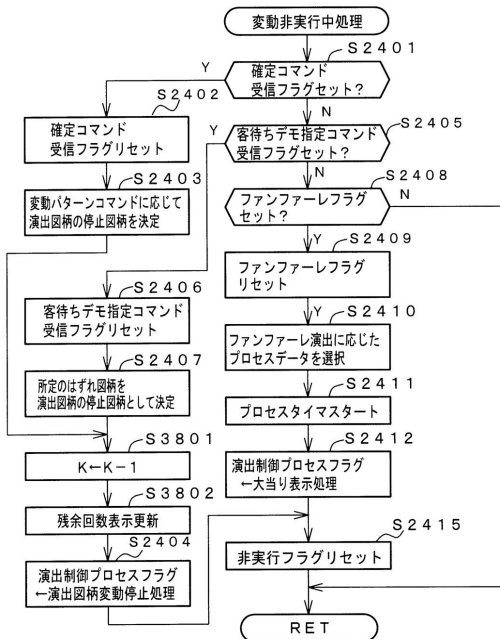 変動非実行中処理
S2401
Y
確定コマンド
受信フラグセット?
N
S2402
確定コマンド
受信フラグリセット
S2405
Y
客待ちデモ指定コマンド
受信フラグセット?
N
S2403
変動パターンコマンドに応じて
演出図柄の停止図柄を決定
S2408
ファンファーレフラグ
セット?
N
Y
S2409
ファンファーレフラグ
リセット
S2406
客待ちデモ指定コマンド
受信フラグリセット
Y
S2410
ファンファーレ演出に応じた
プロセスデータを選択
S2407
所定のはずれ図柄を
演出図柄の停止図柄として決定
S2411
プロセスタイマスタート
S3801
K←K-1
S2412
演出制御プロセスフラグ
←大当り表示処理
S3802
残余回数表示更新
S2404
演出制御プロセスフラグ
←演出図柄変動停止処理
S2415
非実行フラグリセット
RET